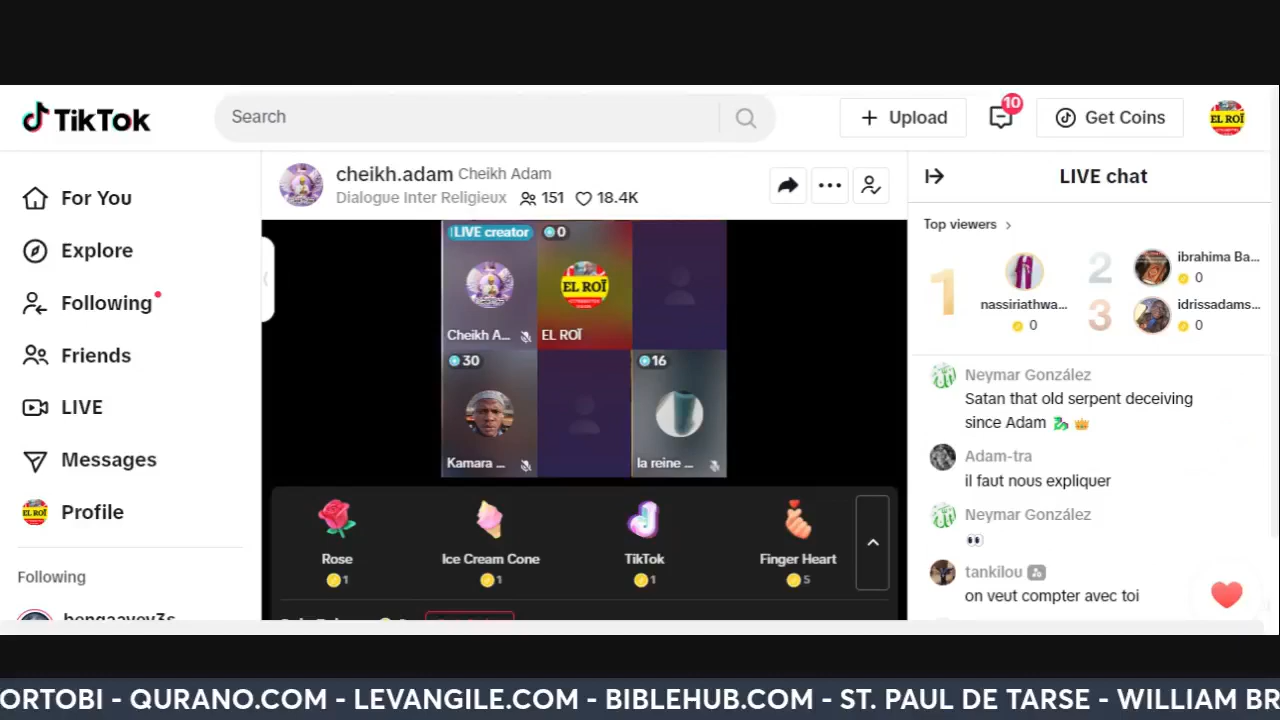 TikTok
Search
Upload
10
Get Coins
EL ROÏ
For You
Explore
Following
Friends
LIVE
Messages
Profile
Following
cheikh.adam Cheikh Adam
Dialogue Inter Religieux 151 18.4K
LIVE creator
0
EL ROÏ
Cheikh A...
EL ROÏ
30
16
Kamara ...
la reine ...
Rose
1
Ice Cream Cone
1
TikTok
1
Finger Heart
5
LIVE chat
Top viewers
1
nassiriathwa...
0
2
ibrahima Ba...
0
3
idrissadams...
0
Neymar González
Satan that old serpent deceiving
since Adam 🐉 👑
Adam-tra
il faut nous expliquer
Neymar González
👀
tankilou
on veut compter avec toi
ORTOBI - QURANO.COM - LEVANGILE.COM - BIBLEHUB.COM - ST. PAUL DE TARSE - WILLIAM BR